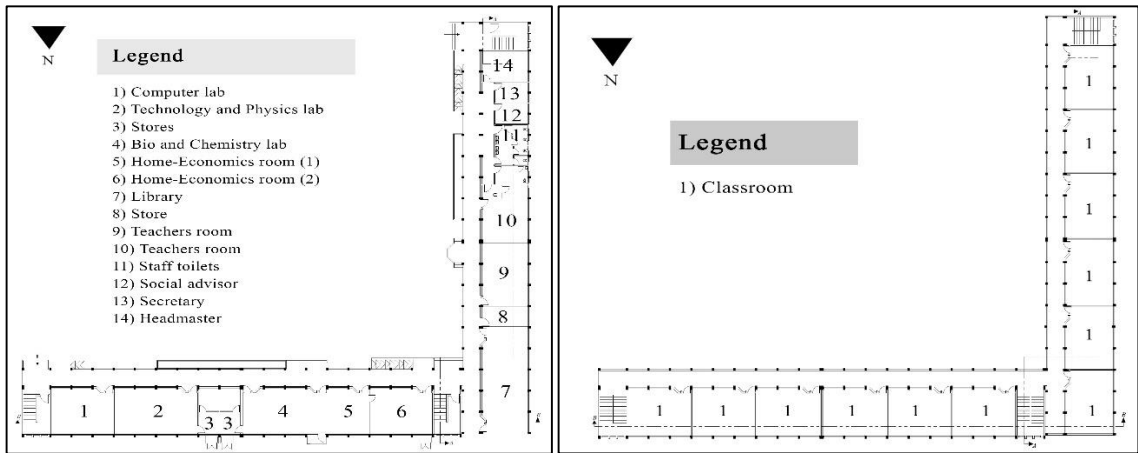 N
Legend
1) Computer lab
2) Technology and Physics lab
3) Stores
4) Bio and Chemistry lab
5) Home-Economics room (1)
6) Home-Economics room (2)
7) Library
8) Store
9) Teachers room
10) Teachers room
11) Staff toilets
12) Social advisor
13) Secretary
14) Headmaster
14
13
12
11
10
9
8
7
1 2 3 3 4 5 6
N
Legend
1) Classroom
1
1
1
1
1
1 1 1 1 1 1 1